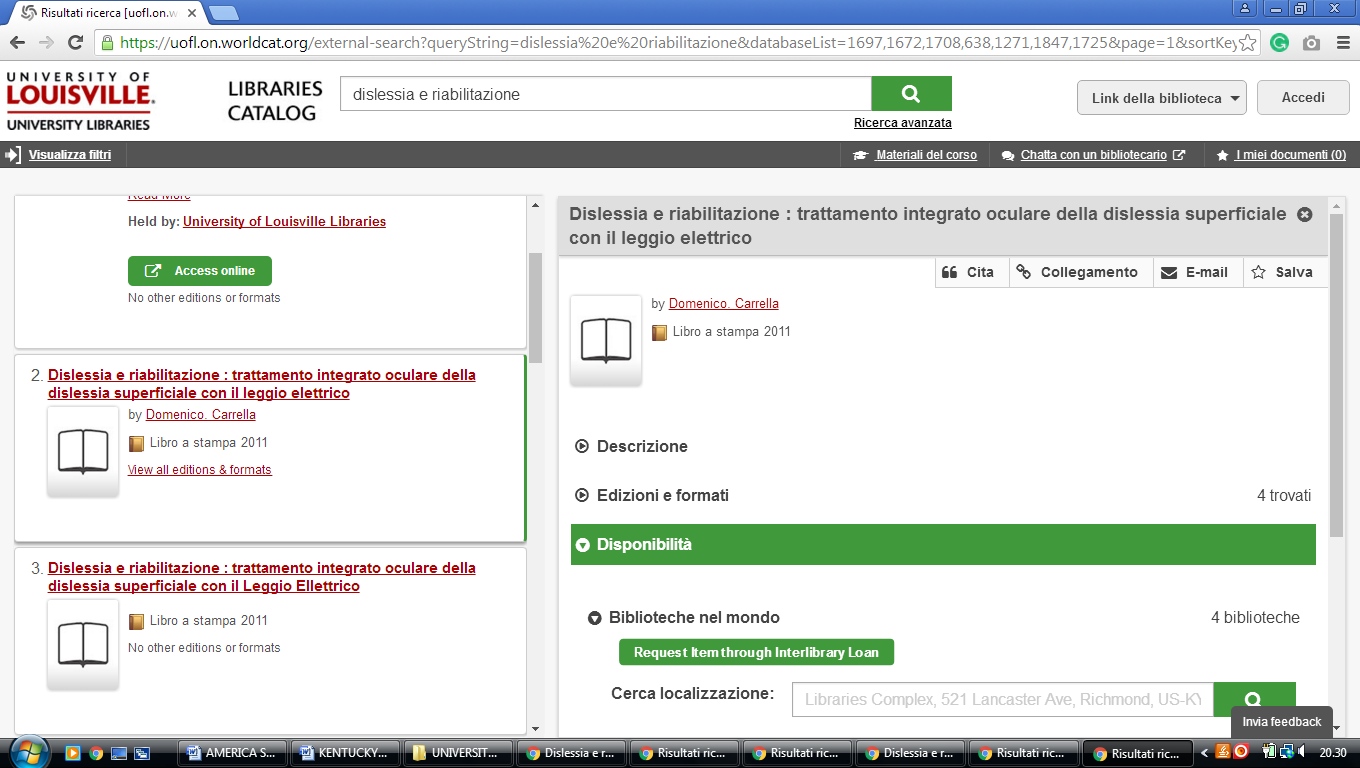 Risultati ricerca [uofl.on.w
https://uofl.on.worldcat.org/external-search?queryString=dislessia%20e%20riabilitazione&databaseList=1697,1672,1708,638,1271,1847,1725&page=1&sortKey
UNIVERSITY OF
LOUISVILLE.
UNIVERSITY LIBRARIES
LIBRARIES
CATALOG
dislessia e riabilitazione
Ricerca avanzata
Link della biblioteca
Accedi
Visualizza filtri
Materiali del corso
Chatta con un bibliotecario
I miei documenti (0)
Read More
Held by: University of Louisville Libraries
Access online
No other editions or formats
2. Dislessia e riabilitazione : trattamento integrato oculare della
dislessia superficiale con il leggio elettrico
by Domenico. Carrella
Libro a stampa 2011
View all editions & formats
3. Dislessia e riabilitazione : trattamento integrato oculare della
dislessia superficiale con il Leggio Ellettrico
Libro a stampa 2011
No other editions or formats
Dislessia e riabilitazione : trattamento integrato oculare della dislessia superficiale
con il leggio elettrico
Cita
Collegamento
E-mail
Salva
by Domenico. Carrella
Libro a stampa 2011
Descrizione
Edizioni e formati
4 trovati
Disponibilità
Biblioteche nel mondo
4 biblioteche
Request Item through Interlibrary Loan
Cerca localizzazione:
Libraries Complex, 521 Lancaster Ave, Richmond, US-KY
Invia feedback
AMERICA S...
KENTUCKY...
UNIVERSIT...
Dislessia e r...
Risultati ric...
Risultati ric...
Dislessia e r...
Risultati ric...
Risultati ric...
20.30